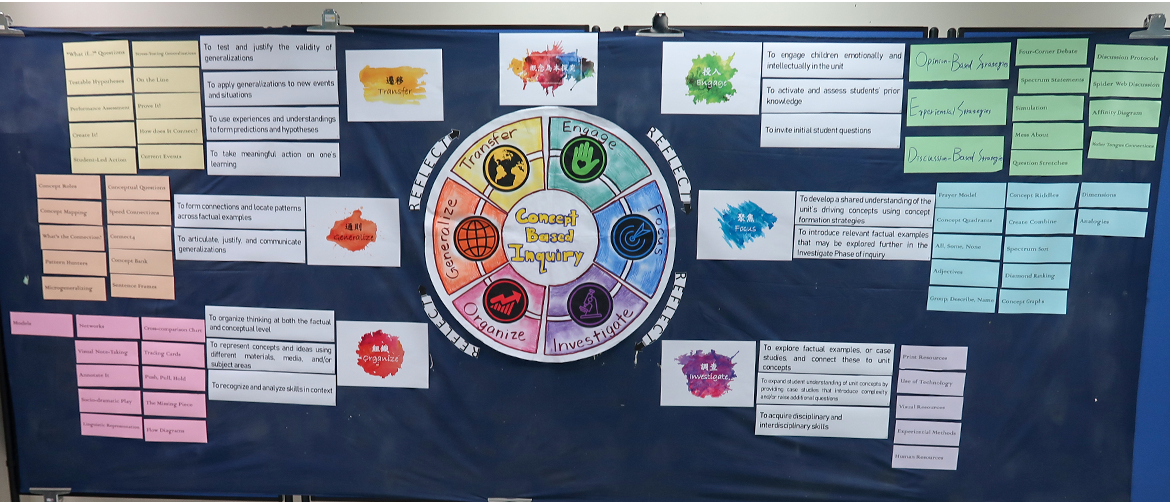 "What if...?" Questions
Stress-Testing Generalizations
Testable Hypotheses
On the Line
Performance Assessment
Prove It!
Create It!
How does It Connect?
Student-Led Action
Current Events
To test and justify the validity of
generalizations
To apply generalizations to new events
and situations
To use experiences and understandings
to form predictions and hypotheses
To take meaningful action on one's
learning
遷移
Transfer
概念為本探究
投入
Engage
To engage children emotionally and
intellectually in the unit
To activate and assess students' prior
knowledge
To invite initial student questions
Opinion-Based Strategies
Experiential Strategies
Discussion-Based Strategies
Four-Corner Debate
Discussion Protocols
Spectrum Statements
Spider Web Discussion
Simulation
Affinity Diagram
Mess About
Question Stretches
Concept Roles
Conceptual Questions
Concept Mapping
Speed Connections
What's the Connection?
Connect4
Pattern Hunters
Concept Bank
Microgeneralizing
Sentence Frames
To form connections and locate patterns
across factual examples
To articulate, justify, and communicate
generalizations
通則
Generalize
REFLECT
REFLECT
REFLECT
REFLECT
Transfer
Engage
Focus
Investigate
Organize
Generalize
Concept
Based
Inquiry
聚焦
Focus
To develop a shared understanding of the
unit's driving concepts using concept
formation strategies
To introduce relevant factual examples
that may be explored further in the
Investigate Phase of inquiry
Frayer Model
Concept Riddles
Dimensions
Concept Quadrants
Create Combine
Analogies
All, Some, None
Spectrum Sort
Adjectives
Diamond Ranking
Group, Describe, Name
Concept Graphs
Models
Networks
Cross-comparison Chart
Visual Note-Taking
Trading Cards
Annotate It
Push, Pull, Hold
Socio-dramatic Play
The Missing Piece
Linguistic Representation
Flow Diagrams
To organize thinking at both the factual
and conceptual level
To represent concepts and ideas using
different materials, media, and/or
subject areas
To recognize and analyze skills in context
組織
Organize
調查
Investigate
To explore factual examples, or case
studies, and connect these to unit
concepts
To expand student understanding of unit concepts by
providing case studies that introduce complexity
and/or raise additional questions
To acquire disciplinary and
interdisciplinary skills
Print Resources
Use of Technology
Visual Resources
Experiential Methods
Human Resources